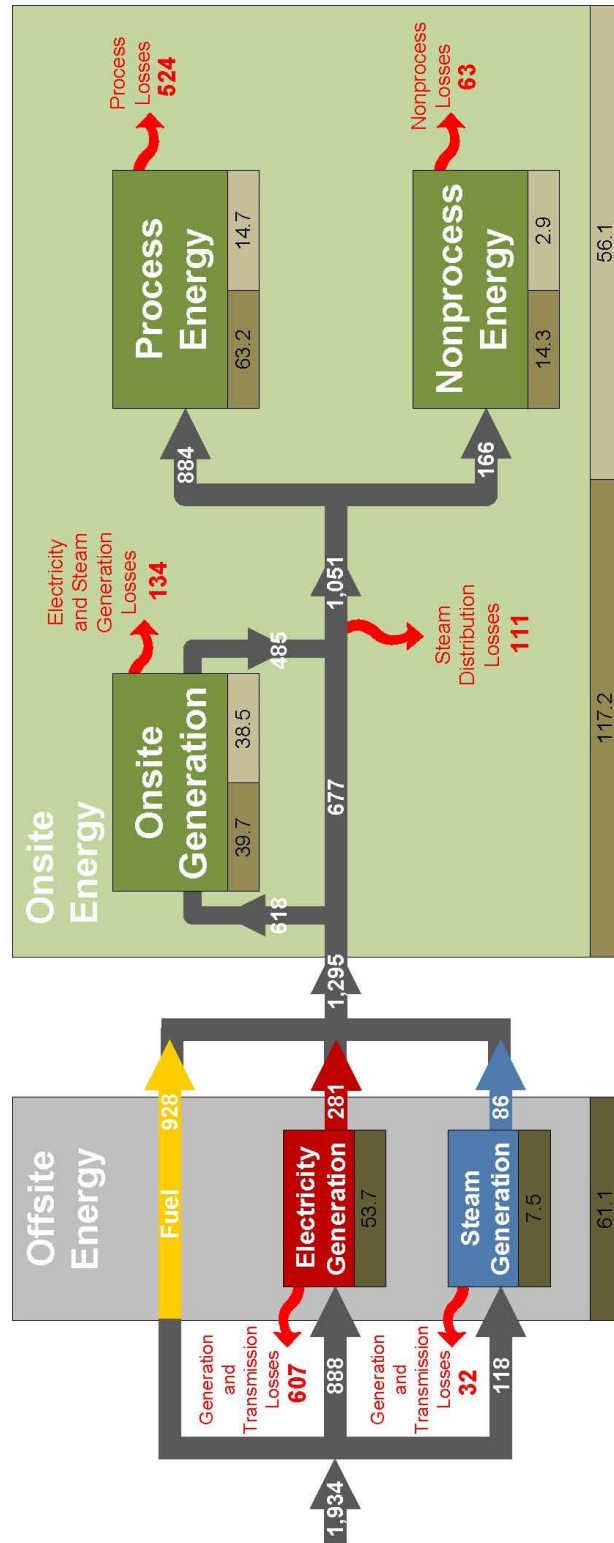 Offsite
Energy
Onsite
Energy
1,934
Fuel
928
Generation
and
Transmission
Losses
607
888
Electricity
Generation
53.7
281
Generation
and
Transmission
Losses
32
118
Steam
Generation
7.5
86
61.1
1,295
618
Onsite
Generation
39.7
38.5
Electricity
and Steam
Generation
Losses
134
485
677
Steam
Distribution
Losses
111
1,051
884
Process
Energy
63.2
14.7
Process
Losses
524
166
Nonprocess
Energy
14.3
2.9
Nonprocess
Losses
63
117.2
56.1